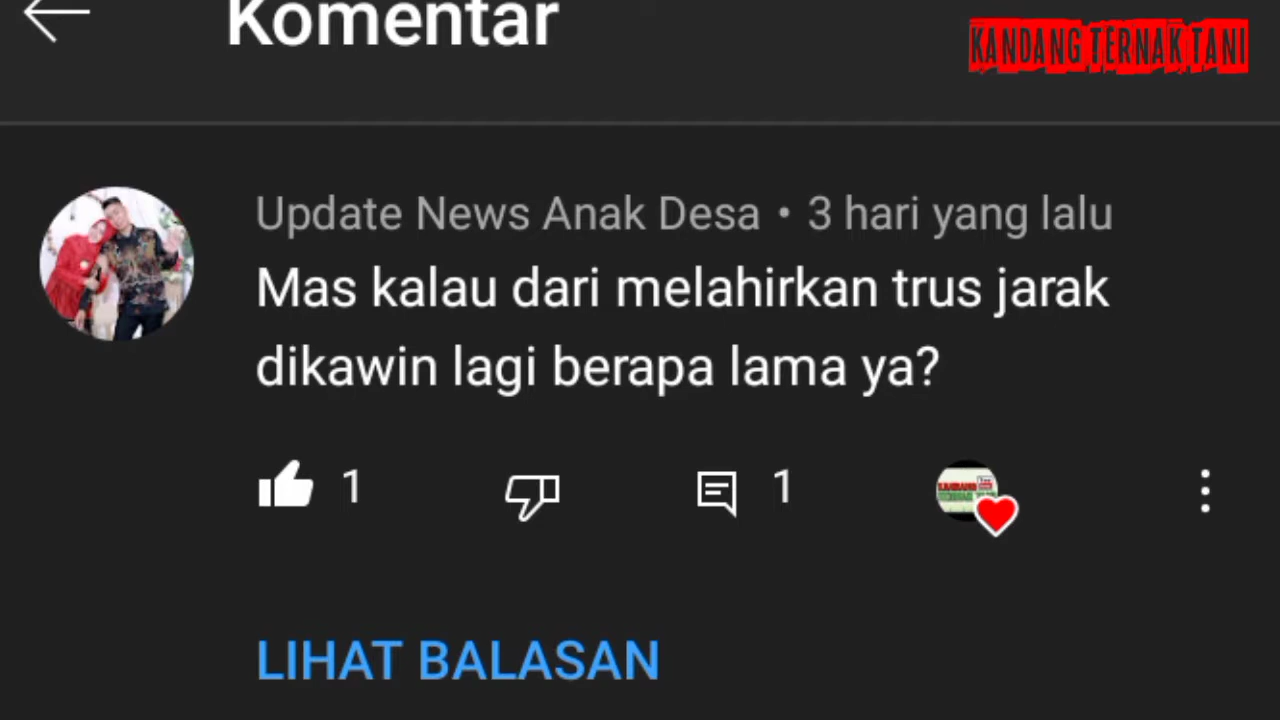 Komentar
KANDANG TERNAK TANI
Update News Anak Desa • 3 hari yang lalu
Mas kalau dari melahirkan trus jarak
dikawin lagi berapa lama ya?
1
1
LIHAT BALASAN